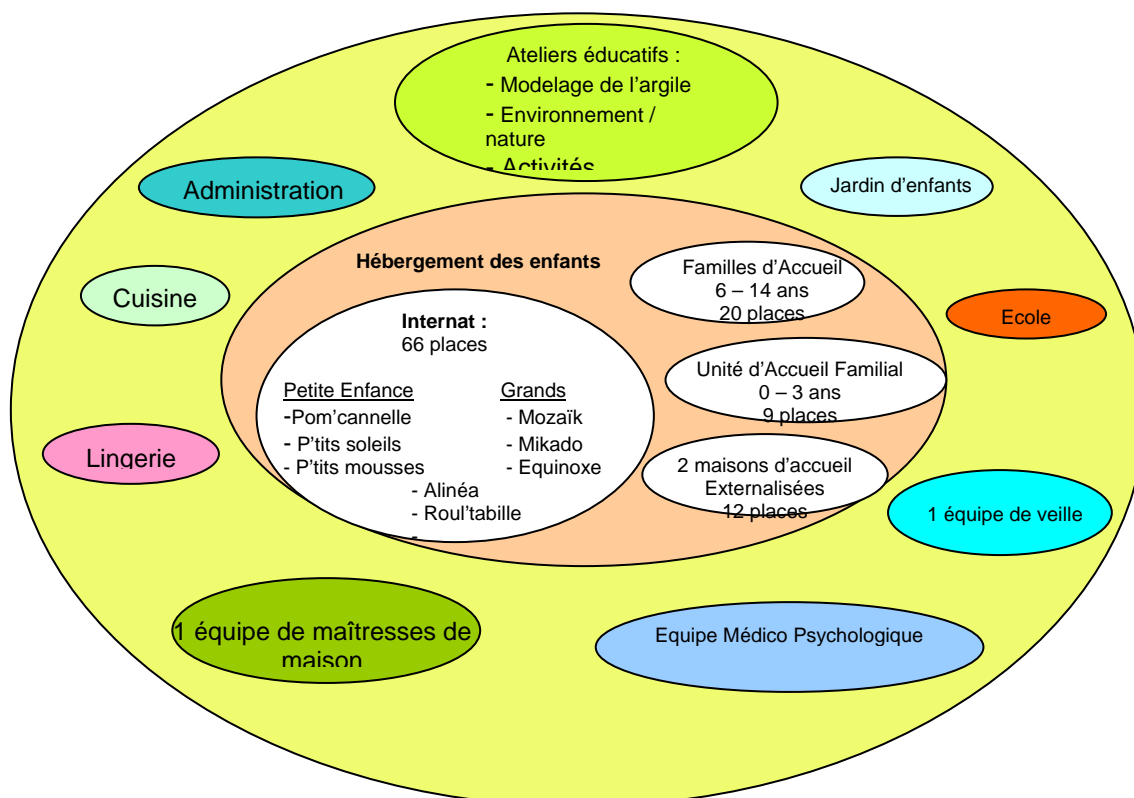 Ateliers éducatifs :
- Modelage de l'argile
- Environnement /
nature
- Activités
Administration
Jardin d'enfants
Hébergement des enfants
Familles d'Accueil
6 – 14 ans
20 places
Cuisine
Ecole
Internat :
66 places
Unité d'Accueil Familial
0 – 3 ans
9 places
Petite Enfance
-Pom'cannelle
- P'tits soleils
- P'tits mousses
Grands
- Mozaïk
- Mikado
- Equinoxe
- Alinéa
- Roul'tabille
-
Lingerie
2 maisons d'accueil
Externalisées
12 places
1 équipe de veille
1 équipe de maîtresses de
maison
Equipe Médico Psychologique